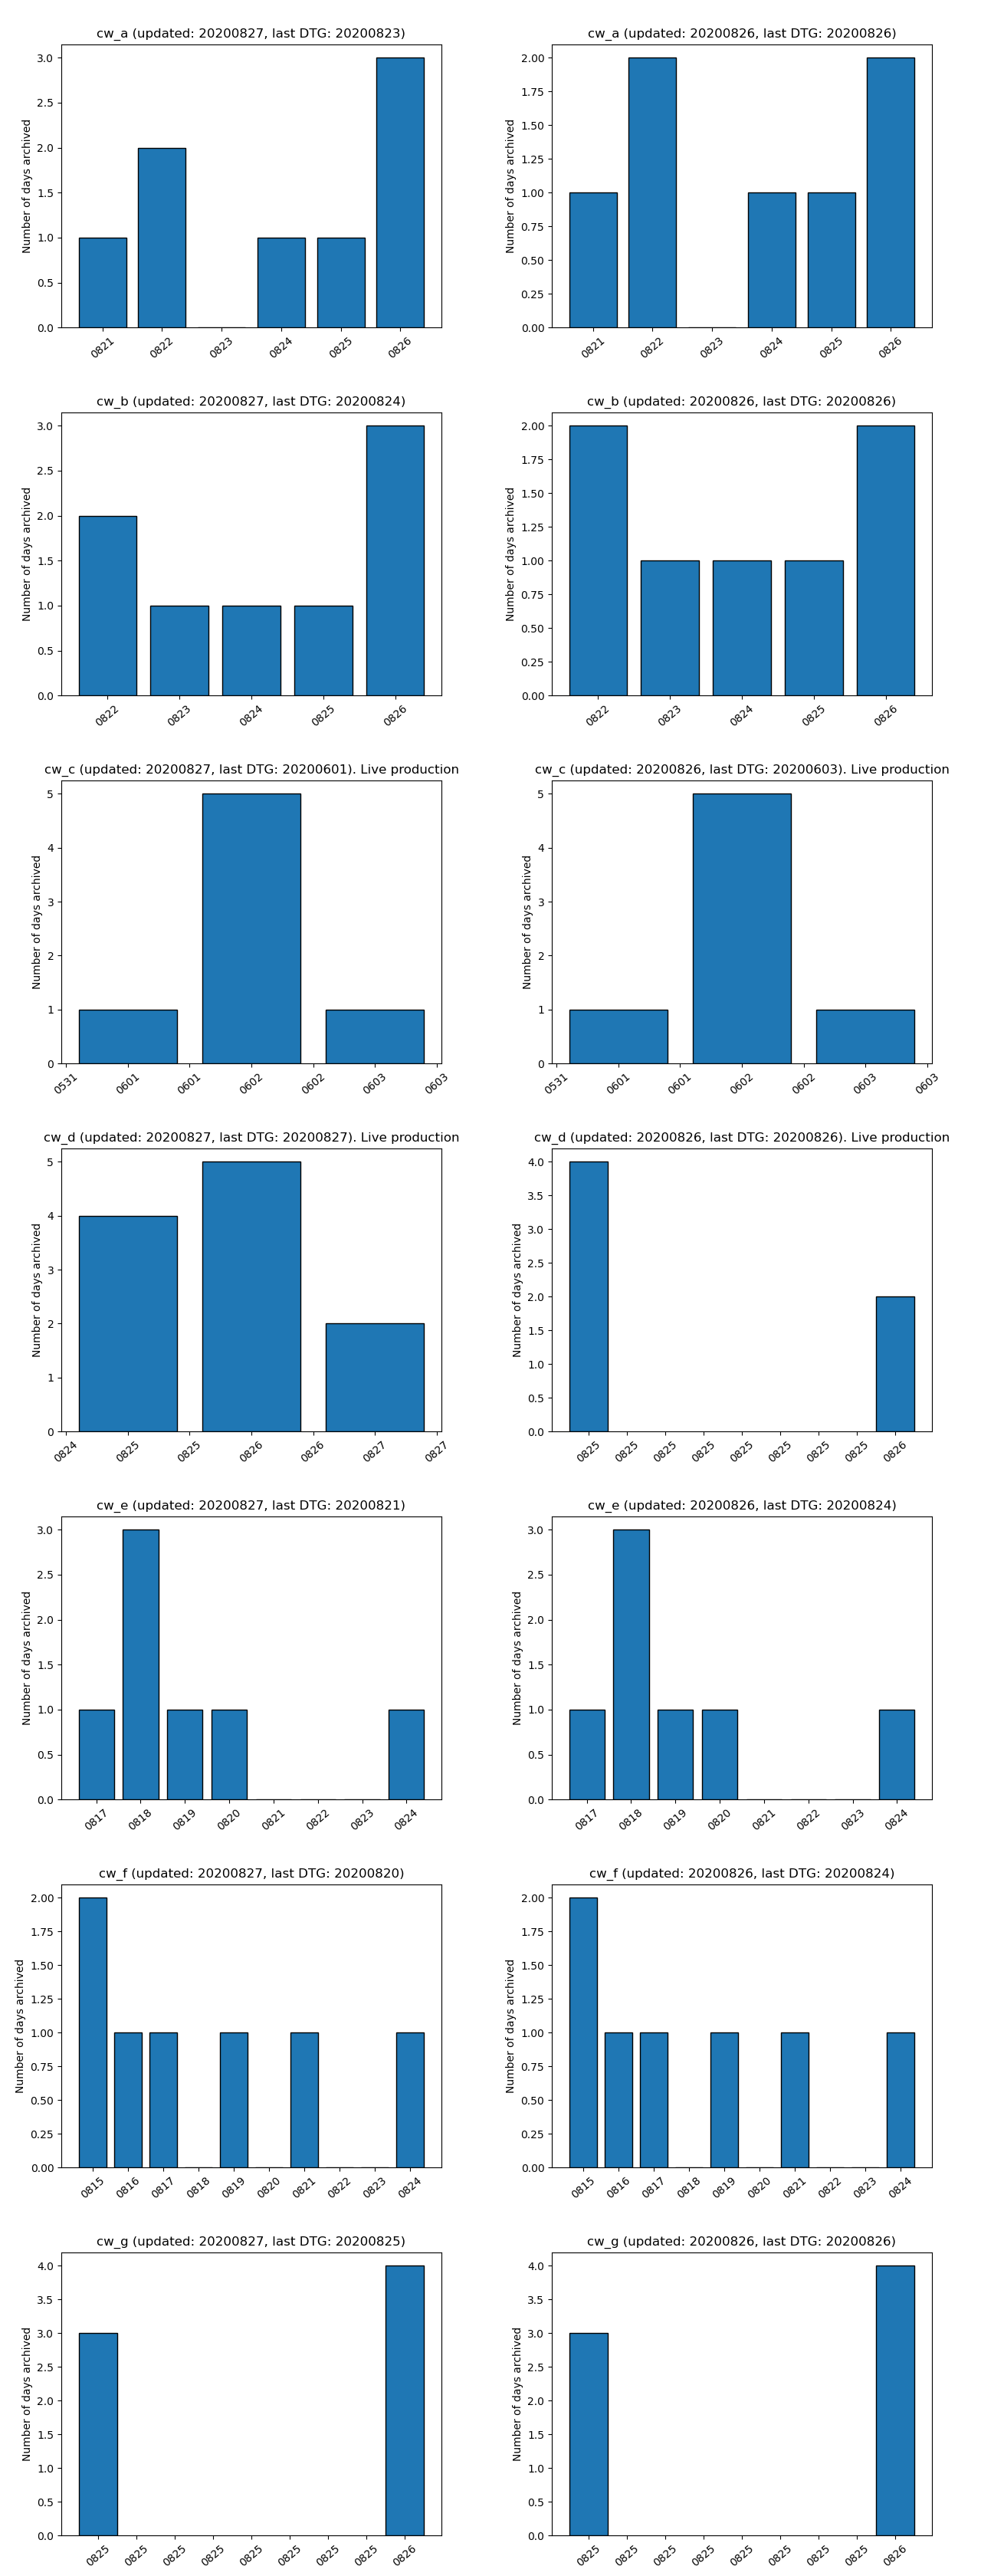 cw_a (updated: 20200827, last DTG: 20200823)
Number of days archived
3.0
2.5
2.0
1.5
1.0
0.5
0.0
0821 0822 0823 0824 0825 0826
cw_a (updated: 20200826, last DTG: 20200826)
Number of days archived
2.00
1.75
1.50
1.25
1.00
0.75
0.50
0.25
0.00
0821 0822 0823 0824 0825 0826
cw_b (updated: 20200827, last DTG: 20200824)
Number of days archived
3.0
2.5
2.0
1.5
1.0
0.5
0.0
0822 0823 0824 0825 0826
cw_b (updated: 20200826, last DTG: 20200826)
Number of days archived
2.00
1.75
1.50
1.25
1.00
0.75
0.50
0.25
0.00
0822 0823 0824 0825 0826
cw_c (updated: 20200827, last DTG: 20200601). Live production
Number of days archived
5
4
3
2
1
0
0531 0601 0601 0602 0602 0603 0603
cw_c (updated: 20200826, last DTG: 20200603). Live production
Number of days archived
5
4
3
2
1
0
0531 0601 0601 0602 0602 0603 0603
cw_d (updated: 20200827, last DTG: 20200827). Live production
Number of days archived
5
4
3
2
1
0
0824 0825 0825 0826 0826 0827 0827
cw_d (updated: 20200826, last DTG: 20200826). Live production
Number of days archived
4.0
3.5
3.0
2.5
2.0
1.5
1.0
0.5
0.0
0825 0825 0825 0825 0825 0825 0825 0825 0826
cw_e (updated: 20200827, last DTG: 20200821)
Number of days archived
3.0
2.5
2.0
1.5
1.0
0.5
0.0
0817 0818 0819 0820 0821 0822 0823 0824
cw_e (updated: 20200826, last DTG: 20200824)
Number of days archived
3.0
2.5
2.0
1.5
1.0
0.5
0.0
0817 0818 0819 0820 0821 0822 0823 0824
cw_f (updated: 20200827, last DTG: 20200820)
Number of days archived
2.00
1.75
1.50
1.25
1.00
0.75
0.50
0.25
0.00
0815 0816 0817 0818 0819 0820 0821 0822 0823 0824
cw_f (updated: 20200826, last DTG: 20200824)
Number of days archived
2.00
1.75
1.50
1.25
1.00
0.75
0.50
0.25
0.00
0815 0816 0817 0818 0819 0820 0821 0822 0823 0824
cw_g (updated: 20200827, last DTG: 20200825)
Number of days archived
4.0
3.5
3.0
2.5
2.0
1.5
1.0
0.5
0.0
0825 0825 0825 0825 0825 0825 0825 0825 0826
cw_g (updated: 20200826, last DTG: 20200826)
Number of days archived
4.0
3.5
3.0
2.5
2.0
1.5
1.0
0.5
0.0
0825 0825 0825 0825 0825 0825 0825 0825 0826